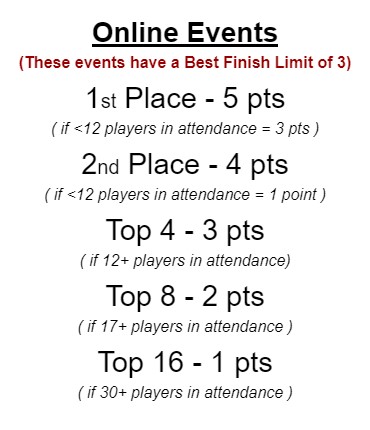 Online Events
(These events have a Best Finish Limit of 3)
1st Place - 5 pts
( if <12 players in attendance = 3 pts )
2nd Place - 4 pts
( if <12 players in attendance = 1 point )
Top 4 - 3 pts
( if 12+ players in attendance)
Top 8 - 2 pts
( if 17+ players in attendance )
Top 16 - 1 pts
( if 30+ players in attendance )